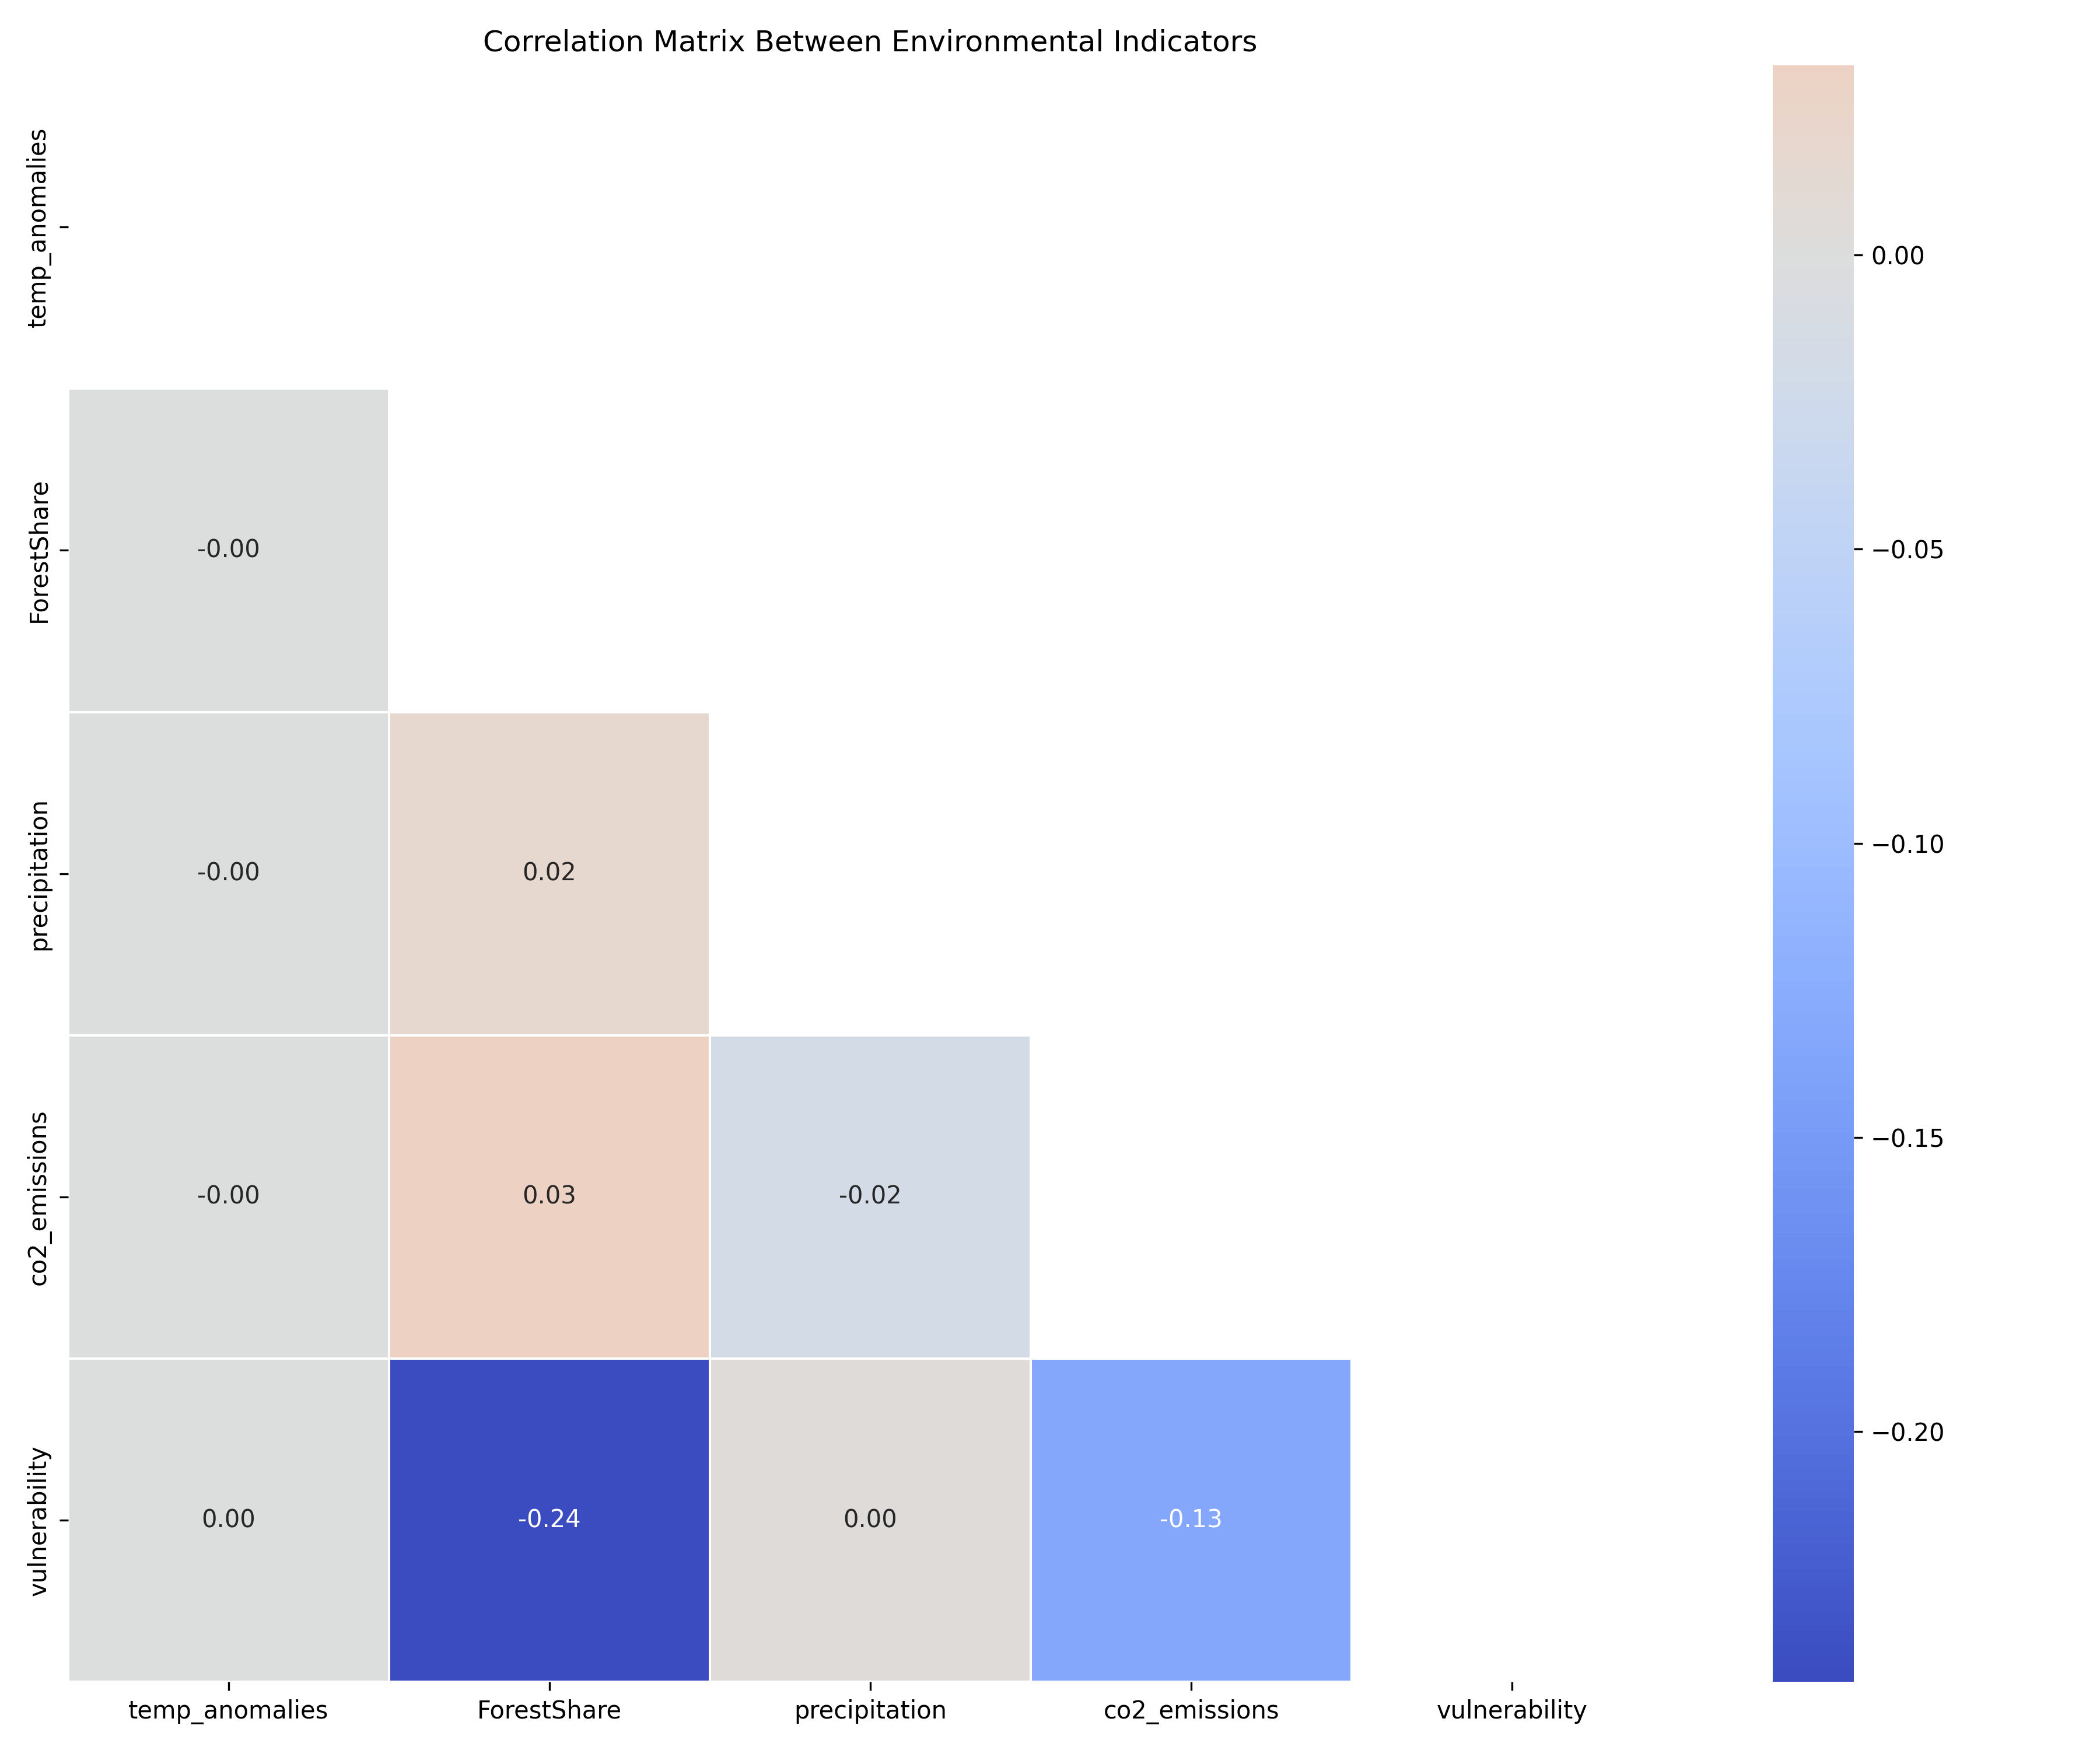 Correlation Matrix Between Environmental Indicators
temp_anomalies
ForestShare
-0.00
precipitation
-0.00 0.02
co2_emissions
-0.00 0.03 -0.02
vulnerability
0.00 -0.24 0.00 -0.13
temp_anomalies ForestShare precipitation co2_emissions vulnerability
0.00
−0.05
−0.10
−0.15
−0.20